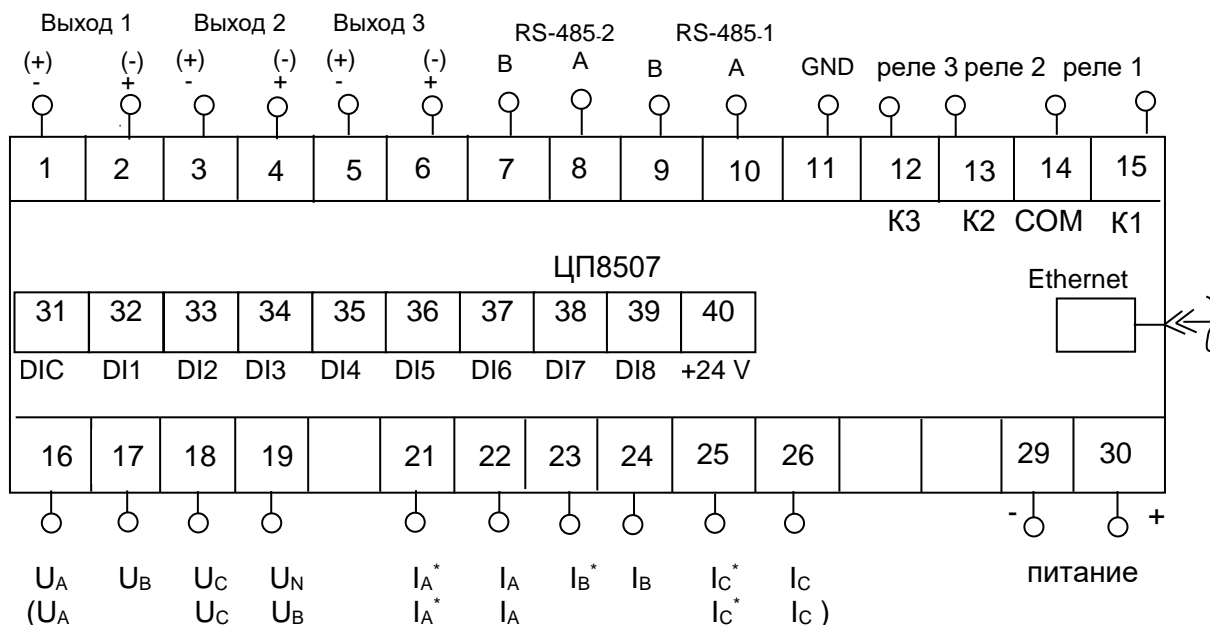 Выход 1 Выход 2 Выход 3 RS-485-2 RS-485-1
(+) (-) (+) (-) (+) (-) B A B A GND реле 3 реле 2 реле 1
- + - + - +
1 2 3 4 5 6 7 8 9 10 11 12 13 14 15
К3 К2 COM К1
ЦП8507
Ethernet
31 32 33 34 35 36 37 38 39 40
DIC DI1 DI2 DI3 DI4 DI5 DI6 DI7 DI8 +24 V
16 17 18 19 21 22 23 24 25 26 29 30
- +
UA UB UC UN IA* IA IB* IB IC* IC питание
(UA UC UB IA* IA IC* IC )